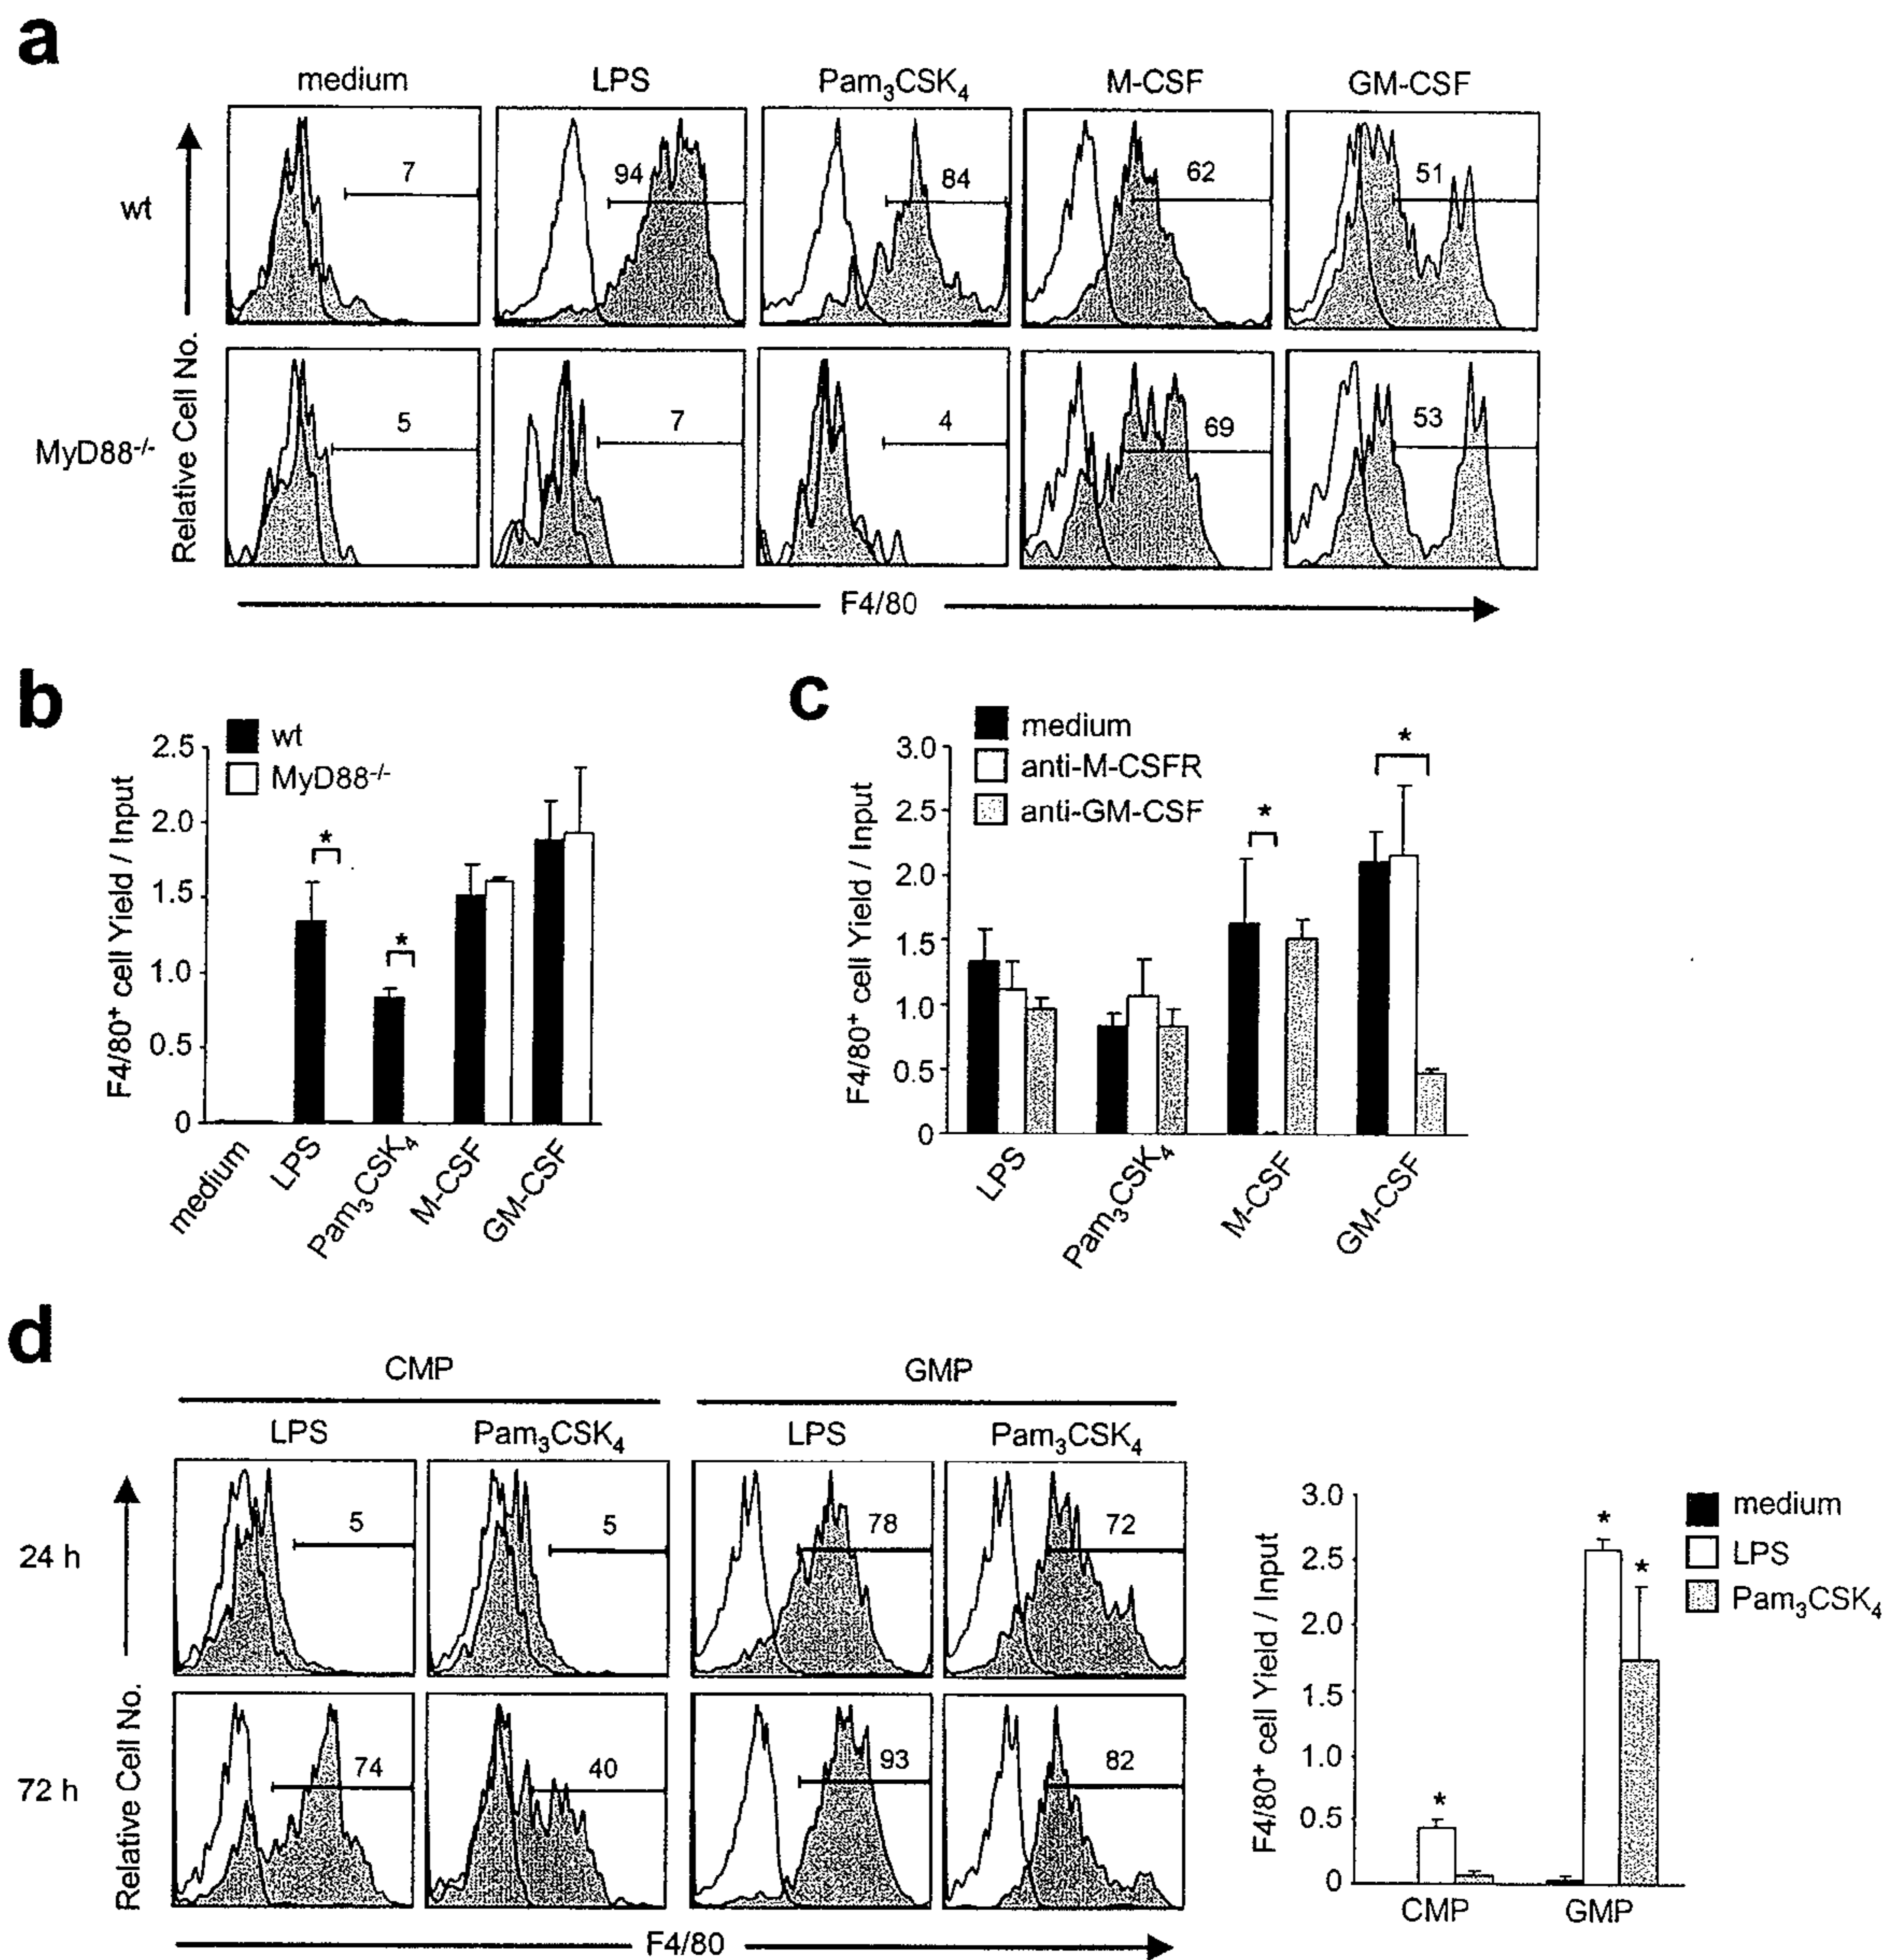 a
medium LPS Pam3CSK4 M-CSF GM-CSF
wt
7 94 84 62 51
MyD88-/-
5 7 4 69 53
Relative Cell No.
F4/80
b
wt
MyD88-/-
F4/80+ cell Yield / Input
2.5
2.0
1.5
1.0
0.5
0
*
*
medium LPS Pam3CSK4 M-CSF GM-CSF
c
medium
anti-M-CSFR
anti-GM-CSF
F4/80+ cell Yield / Input
3.0
2.5
2.0
1.5
1.0
0.5
0
*
*
LPS Pam3CSK4 M-CSF GM-CSF
d
CMP GMP
LPS Pam3CSK4 LPS Pam3CSK4
24 h
5 5 78 72
72 h
74 40 93 82
Relative Cell No.
F4/80
F4/80+ cell Yield / Input
3.0
2.5
2.0
1.5
1.0
0.5
0
*
*
*
CMP GMP
medium
LPS
Pam3CSK4